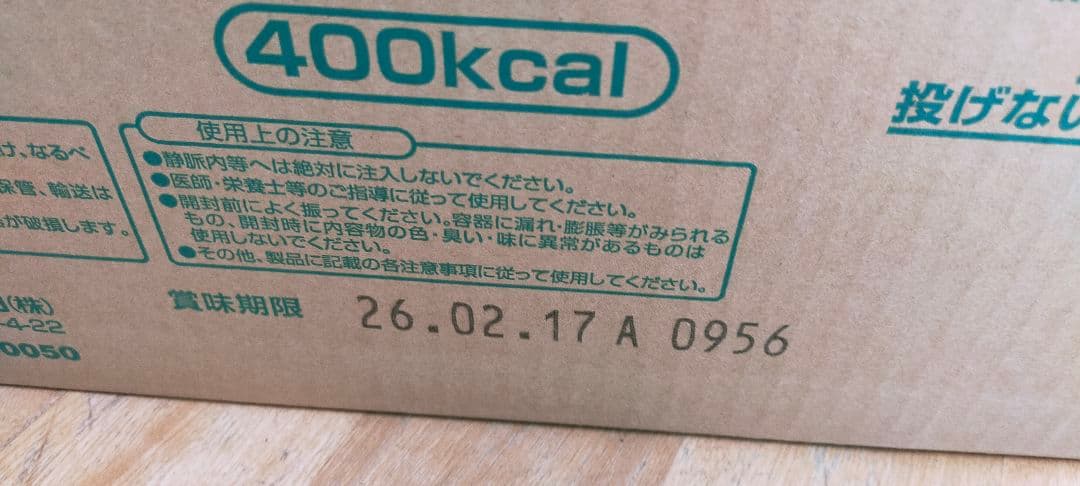 400kcal
投げない
け、なるべ
保管、輸送は
が破損します。
使用上の注意
●静脈内等へは絶対に注入しないでください。
●医師・栄養士等のご指導に従って使用してください。
●開封前によく振ってください。容器に漏れ・膨脹等がみられる
もの、開封時に内容物の色・臭い・味に異常があるものは
使用しないでください。
●その他、製品に記載の各注意事項に従って使用してください。
(株)
-4-22
0050
賞味期限 26.02.17 A 0956